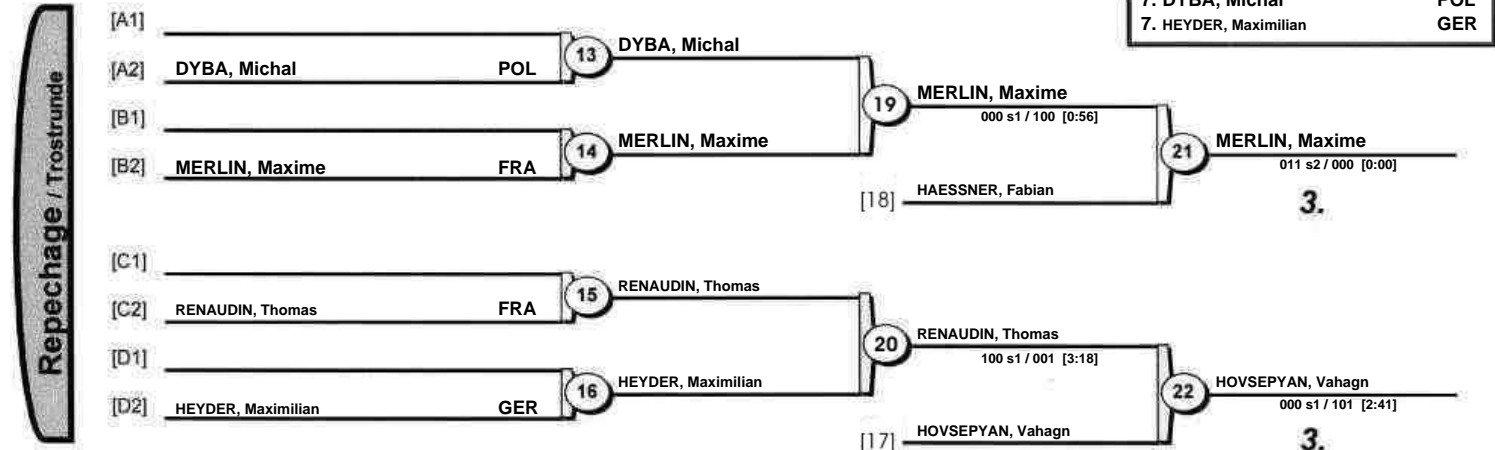 7. DYBA, Michal POL
7. HEYDER, Maximilian GER
Repechage / Trostrunde
[A1]
13 DYBA, Michal
[A2] DYBA, Michal POL
19 MERLIN, Maxime
000 s1 / 100 [0:56]
[B1]
14 MERLIN, Maxime
[B2] MERLIN, Maxime FRA
21 MERLIN, Maxime
011 s2 / 000 [0:00]
[18] HAESSNER, Fabian
3.
[C1]
15 RENAUDIN, Thomas
[C2] RENAUDIN, Thomas FRA
20 RENAUDIN, Thomas
100 s1 / 001 [3:18]
[D1]
16 HEYDER, Maximilian
[D2] HEYDER, Maximilian GER
22 HOVSEPYAN, Vahagn
000 s1 / 101 [2:41]
[17] HOVSEPYAN, Vahagn
3.